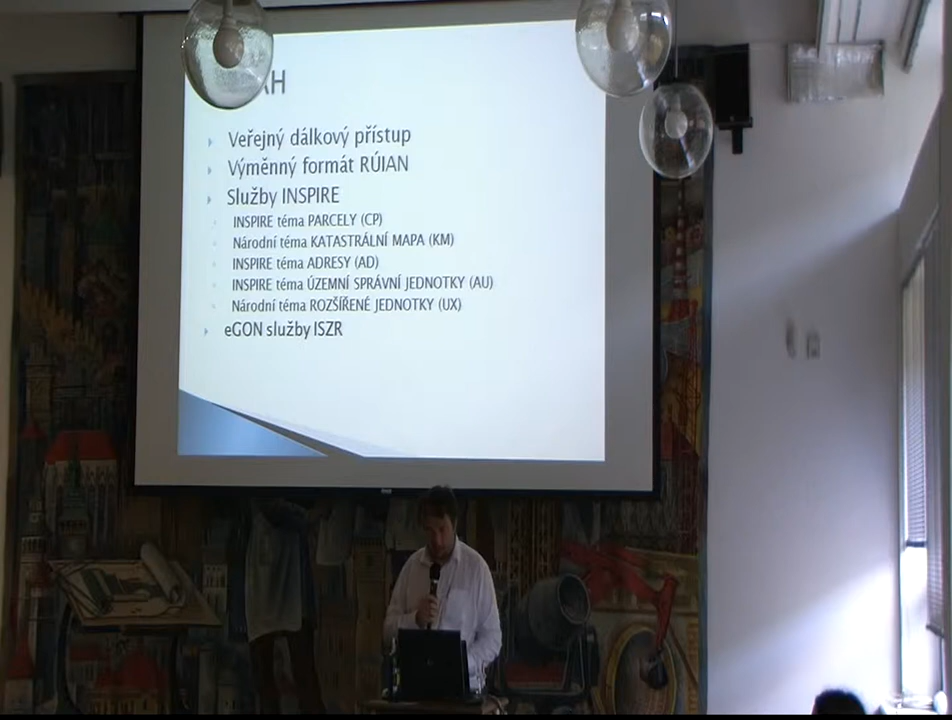 AH
Veřejný dálkový přístup
Výměnný formát RÚIAN
Služby INSPIRE
INSPIRE téma PARCELY (CP)
Národní téma KATASTRÁLNÍ MAPA (KM)
INSPIRE téma ADRESY (AD)
INSPIRE téma ÚZEMNÍ SPRÁVNÍ JEDNOTKY (AU)
Národní téma ROZŠÍŘENÉ JEDNOTKY (UX)
eGON služby ISZR